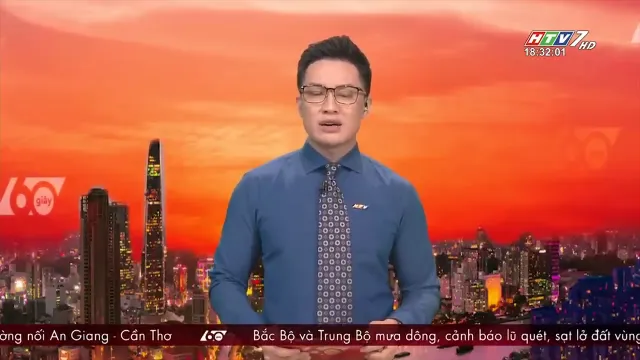 HTV7 HD
18:32:01
60 giây
HTV
ờng nối An Giang - Cần Thơ 60 Bắc Bộ và Trung Bộ mưa dông, cảnh báo lũ quét, sạt lở đất vùng